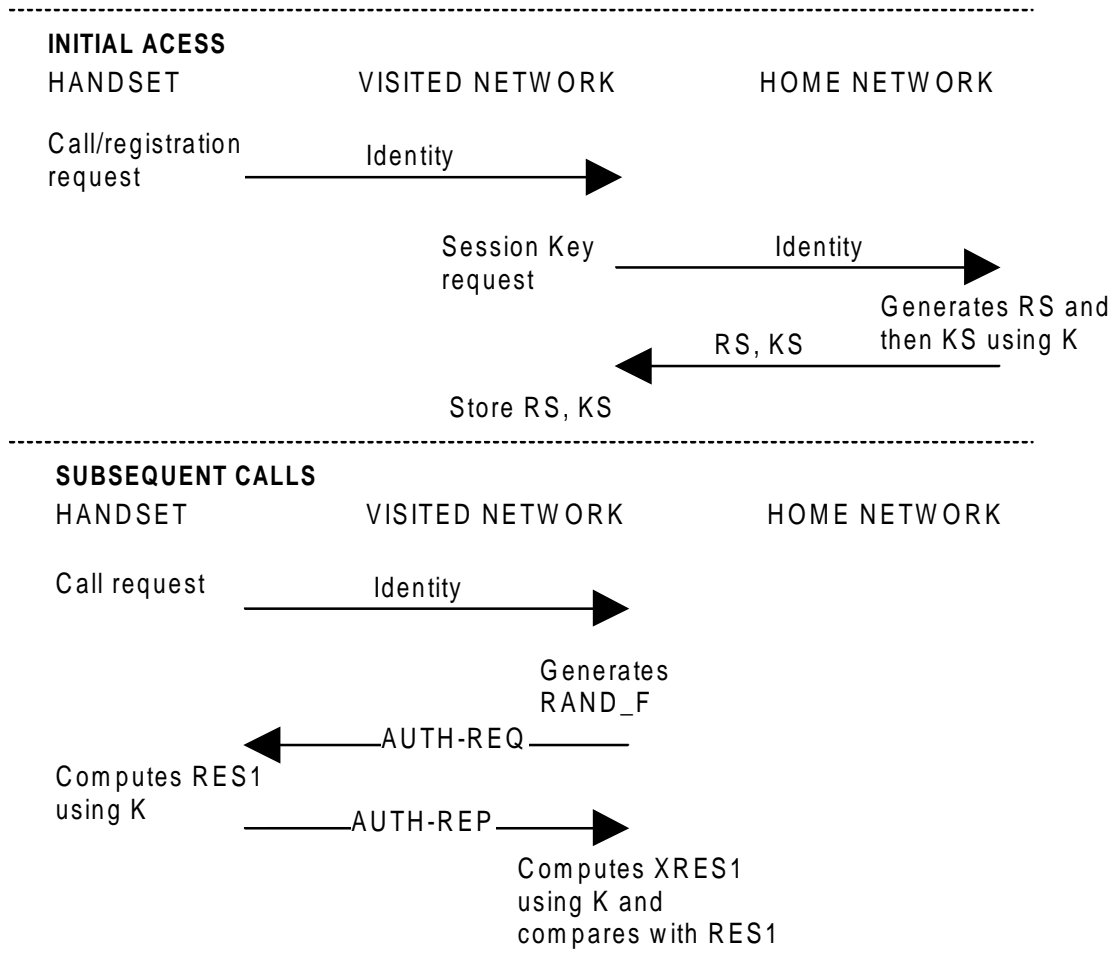 INITIAL ACESS
HANDSET VISITED NETWORK HOME NETWORK
Call/registration
request
Identity
Session Key
request
Identity
Generates RS and
then KS using K
RS, KS
Store RS, KS
SUBSEQUENT CALLS
HANDSET VISITED NETWORK HOME NETWORK
Call request
Identity
Generates
RAND_F
AUTH-REQ
Computes RES1
using K
AUTH-REP
Computes XRES1
using K and
compares with RES1